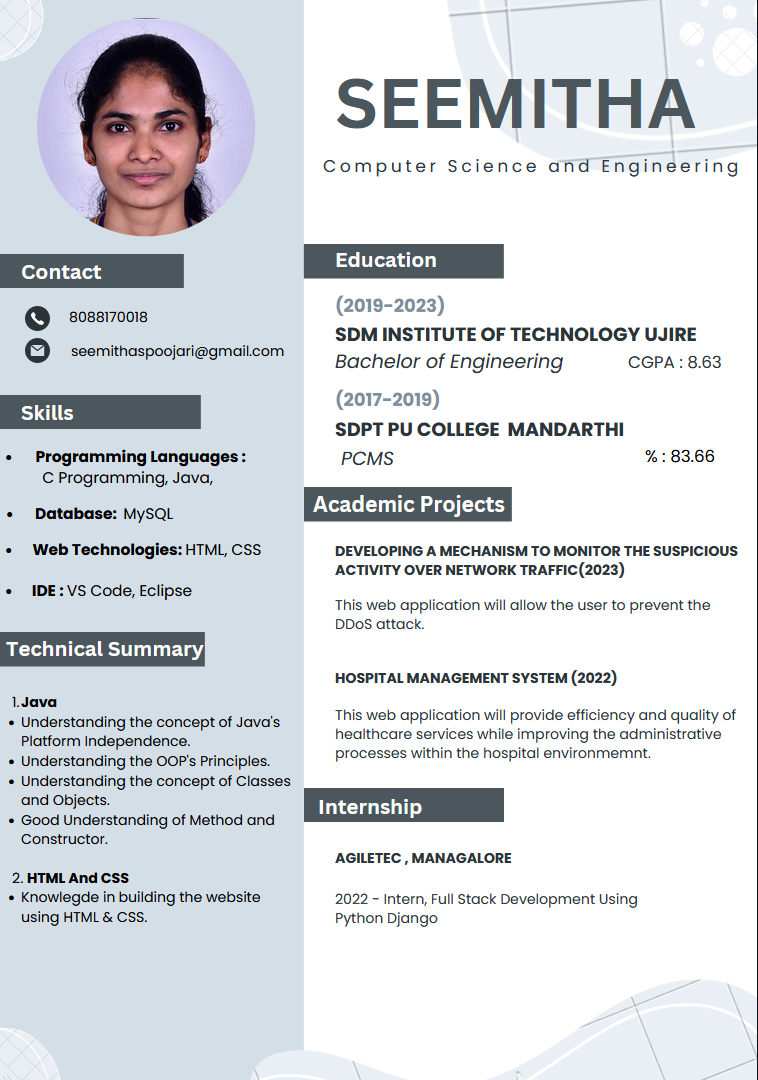 SEEMITHA
Computer Science and Engineering
Contact
8088170018
seemithaspoojari@gmail.com
Skills
• Programming Languages :
C Programming, Java,
• Database: MySQL
• Web Technologies: HTML, CSS
• IDE : VS Code, Eclipse
Technical Summary
1. Java
• Understanding the concept of Java's
Platform Independence.
• Understanding the OOP's Principles.
• Understanding the concept of Classes
and Objects.
• Good Understanding of Method and
Constructor.
2. HTML And CSS
• Knowlegde in building the website
using HTML & CSS.
Education
(2019-2023)
SDM INSTITUTE OF TECHNOLOGY UJIRE
Bachelor of Engineering CGPA : 8.63
(2017-2019)
SDPT PU COLLEGE MANDARTHI
PCMS % : 83.66
Academic Projects
DEVELOPING A MECHANISM TO MONITOR THE SUSPICIOUS
ACTIVITY OVER NETWORK TRAFFIC(2023)
This web application will allow the user to prevent the
DDoS attack.
HOSPITAL MANAGEMENT SYSTEM (2022)
This web application will provide efficiency and quality of
healthcare services while improving the administrative
processes within the hospital environmemnt.
Internship
AGILETEC , MANAGALORE
2022 - Intern, Full Stack Development Using
Python Django